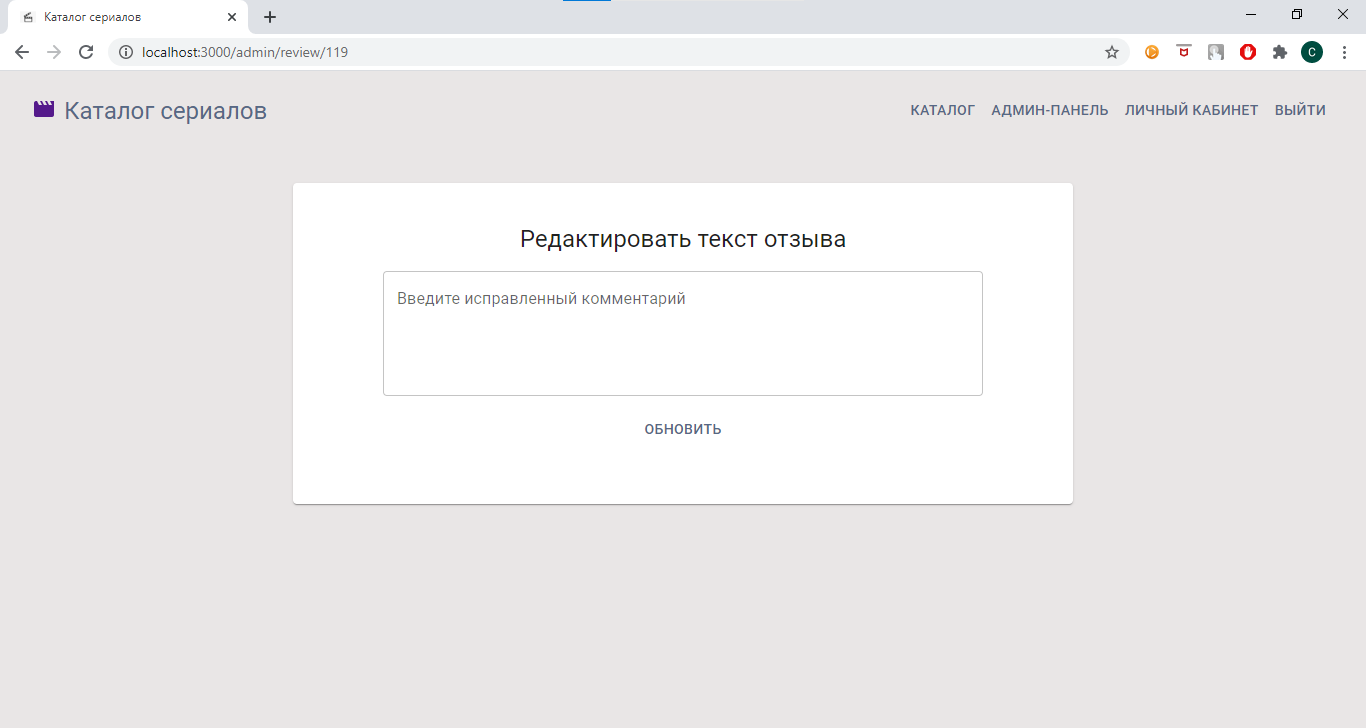 Каталог сериалов
localhost:3000/admin/review/119
C
Каталог сериалов
КАТАЛОГ АДМИН-ПАНЕЛЬ ЛИЧНЫЙ КАБИНЕТ ВЫЙТИ
Редактировать текст отзыва
Введите исправленный комментарий
ОБНОВИТЬ